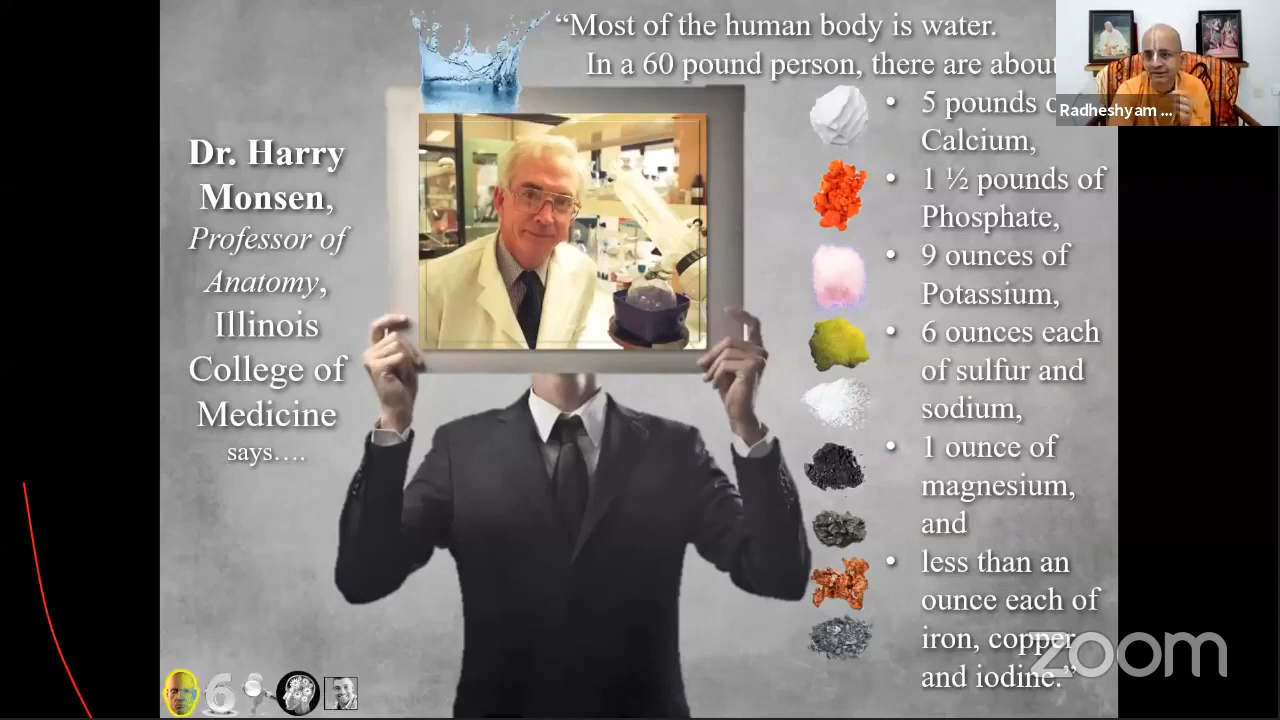 “Most of the human body is water.
In a 60 pound person, there are about
Dr. Harry
Monsen,
Professor of
Anatomy,
Illinois
College of
Medicine
says….
• 5 pounds
Calcium,
• 1 ½ pounds of
Phosphate,
• 9 ounces of
Potassium,
• 6 ounces each
of sulfur and
sodium,
• 1 ounce of
magnesium,
and
• less than an
ounce each of
iron, copper
and iodine.”
Radheshyam ...
6
zoom